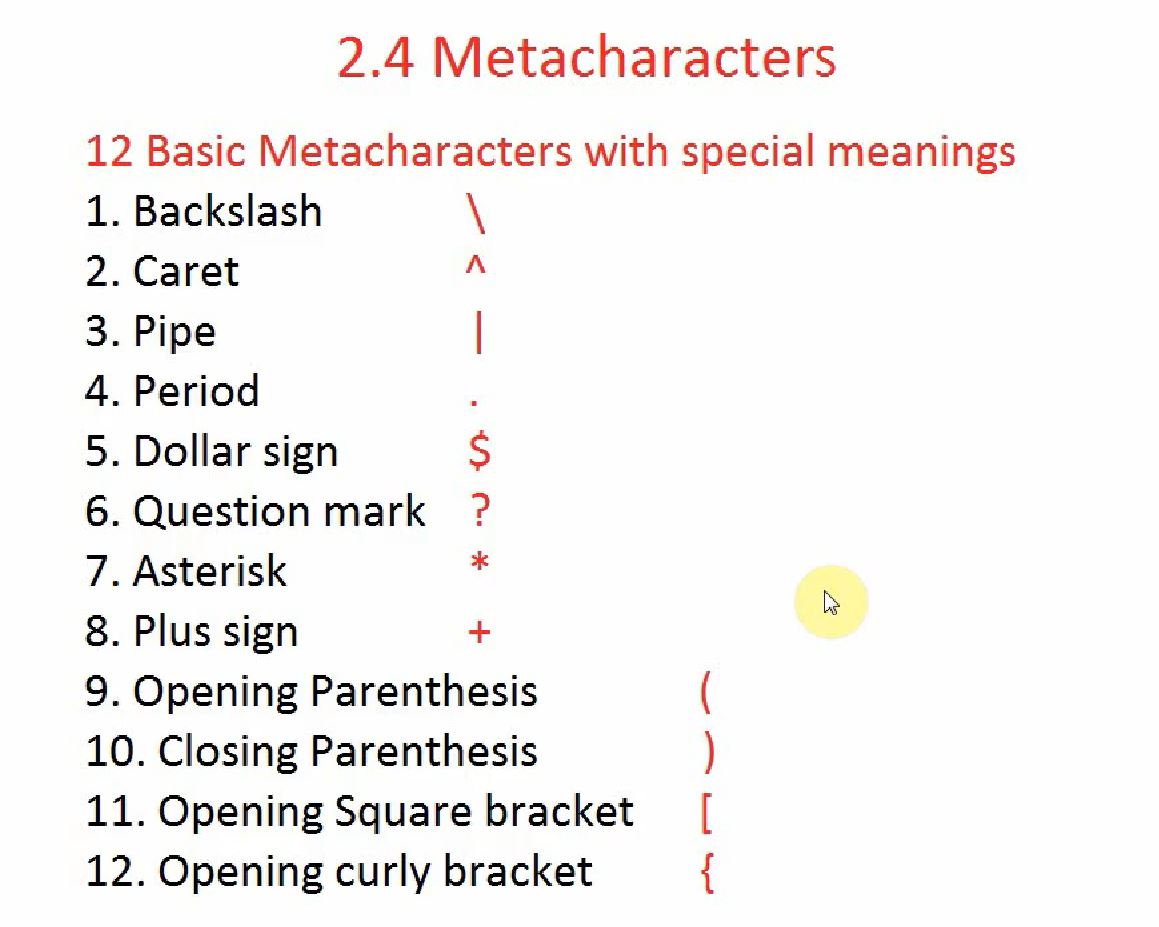 2.4 Metacharacters
12 Basic Metacharacters with special meanings
1. Backslash \
2. Caret ^
3. Pipe |
4. Period .
5. Dollar sign $
6. Question mark ?
7. Asterisk *
8. Plus sign +
9. Opening Parenthesis (
10. Closing Parenthesis )
11. Opening Square bracket [
12. Opening curly bracket {